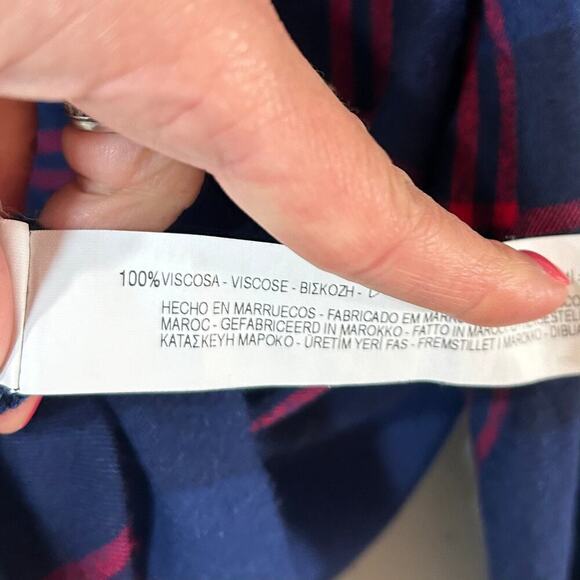 100%VISCOSA - VISCOSE - ΒΙΣΚΟΖΗ -
HECHO EN MARRUECOS - FABRICADO EM
MAROC - GEFABRICEERD IN MAROKKO - FATTO IN
ΚΑΤΑΣΚΕΥΗ ΜΑΡΟΚΟ - ÜRETİM YERİ FAS - FREMSTILLET I MAROKKO -